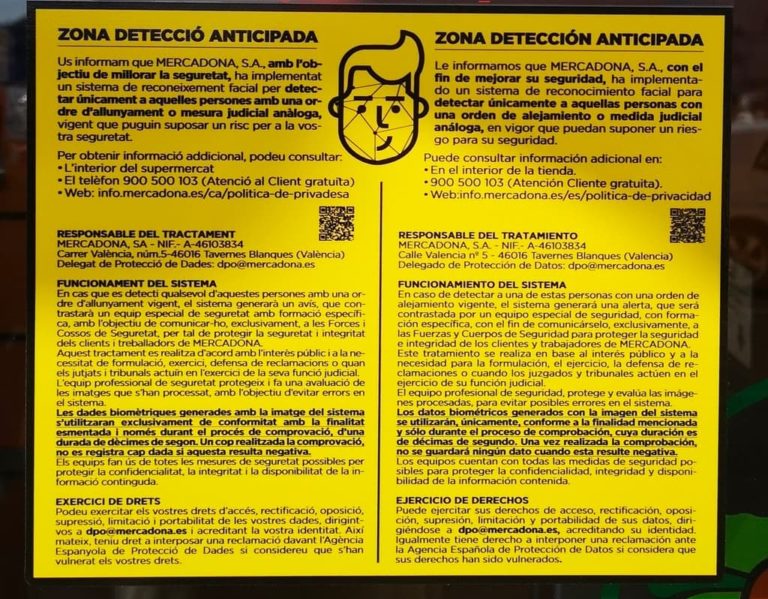 ZONA DETECCIÓ ANTICIPADA
Us informam que MERCADONA, S.A., amb l'ob-
jectiu de millorar la seguretat, ha implementat
un sistema de reconeixement facial per detec-
tar únicament a aquelles persones amb una or-
dre d'allunyament o mesura judicial anàloga,
vigent que puguin suposar un risc per a la vos-
tra seguretat.
Per obtenir informació addicional, podeu consultar:
• L'interior del supermercat
• El telèfon 900 500 103 (Atenció al Client gratuïta)
• Web: info.mercadona.es/ca/politica-de-privadesa
RESPONSABLE DEL TRACTAMENT
MERCADONA, SA - NIF.- A-46103834
Carrer València, núm.5-46016 Tavernes Blanques (València)
Delegat de Protecció de Dades: dpo@mercadona.es
FUNCIONAMENT DEL SISTEMA
En cas que es detecti qualsevol d'aquestes persones amb una or-
dre d'allunyament vigent, el sistema generarà un avís, que con-
trastarà un equip especial de seguretat amb formació específi-
ca, amb l'objectiu de comunicar-ho, exclusivament, a les Forces i
Cossos de Seguretat, per tal de protegir la seguretat i integritat
dels clients i treballadors de MERCADONA.
Aquest tractament es realitza d'acord amb l'interès públic i a la ne-
cessitat de formulació, exercici, defensa de reclamacions o quan
els jutjats i tribunals actuïn en l'exercici de la seva funció judicial.
L'equip professional de seguretat protegeix i fa una avaluació de
les imatges que s'han processat, amb l'objectiu d'evitar errors en
el sistema.
Les dades biomètriques generades amb la imatge del sistema
s'utilitzaran exclusivament de conformitat amb la finalitat
esmentada i només durant el procés de comprovació, d'una
durada de dècimes de segon. Un cop realitzada la comprovació,
no es registra cap dada si aquesta resulta negativa.
Els equips fan ús de totes les mesures de seguretat possibles per
protegir la confidencialitat, la integritat i la disponibilitat de la in-
formació continguda.
EXERCICI DE DRETS
Podeu exercitar els vostres drets d'accés, rectificació, oposició,
supressió, limitació i portabilitat de les vostres dades, dirigint-
vos a dpo@mercadona.es i acreditant la vostra identitat. Així
mateix, teniu dret a interposar una reclamació davant l'Agència
Espanyola de Protecció de Dades si considereu que s'han
vulnerat els vostres drets.
ZONA DETECCIÓN ANTICIPADA
Le informamos que MERCADONA, S.A., con el
fin de mejorar su seguridad, ha implementa-
do un sistema de reconocimiento facial para
detectar únicamente a aquellas personas con
una orden de alejamiento o medida judicial
análoga, en vigor que puedan suponer un ries-
go para su seguridad.
Puede consultar información adicional en:
• En el interior de la tienda.
• 900 500 103 (Atención Cliente gratuita).
• Web:info.mercadona.es/es/politica-de-privacidad
RESPONSABLE DEL TRATAMIENTO
MERCADONA, S.A. - NIF. - A-46103834
Calle Valencia nº 5 - 46016 Tavernes Blanques (Valencia)
Delegado de Protección de Datos: dpo@mercadona.es
FUNCIONAMIENTO DEL SISTEMA
En caso de detectar a una de estas personas con una orden de
alejamiento vigente, el sistema generará una alerta, que será
contrastada por un equipo especial de seguridad, con forma-
ción específica, con el fin de comunicárselo, exclusivamente, a
las Fuerzas y Cuerpos de Seguridad para proteger la seguridad
e integridad de los clientes y trabajadores de MERCADONA.
Este tratamiento se realiza en base al interés público y a la
necesidad para la formulación, el ejercicio, la defensa de re-
clamaciones o cuando los juzgados y tribunales actúen en el
ejercicio de su función judicial.
El equipo profesional de seguridad, protege y evalúa las imá-
genes procesadas, para evitar posibles errores en el sistema.
Los datos biométricos generados con la imagen del sistema
se utilizarán, únicamente, conforme a la finalidad mencionada
y sólo durante el proceso de comprobación, cuya duración es
de décimas de segundo. Una vez realizada la comprobación,
no se guardará ningún dato cuando esta resulte negativa.
Los equipos cuentan con todas las medidas de seguridad po-
sibles para proteger la confidencialidad, integridad y disponi-
bilidad de la información contenida.
EJERCICIO DE DERECHOS
Puede ejercitar sus derechos de acceso, rectificación, oposi-
ción, supresión, limitación y portabilidad de sus datos, diri-
giéndose a dpo@mercadona.es, acreditando su identidad.
Igualmente tiene derecho a interponer una reclamación ante
la Agencia Española de Protección de Datos si considera que
sus derechos han sido vulnerados.